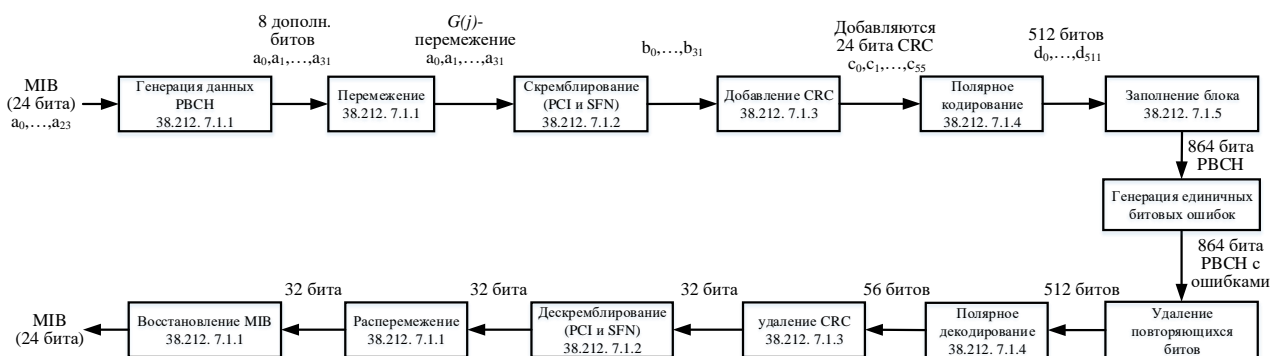 MIB
(24 бита)
a0,…,a23
Генерация данных
PBCH
38.212. 7.1.1
8 дополн.
битов
a0,a1,…,a31
Перемежение
38.212. 7.1.1
G(j)-
перемежение
a0,a1,…,a31
Скремблирование
(PCI и SFN)
38.212. 7.1.2
b0,…,b31
Добавление CRC
38.212. 7.1.3
Добавляются
24 бита CRC
c0,c1,…,c55
Полярное
кодирование
38.212. 7.1.4
512 битов
d0,…,d511
Заполнение блока
38.212. 7.1.5
864 бита
PBCH
Генерация единичных
битовых ошибок
864 бита
PBCH с
ошибками
Удаление
повторяющихся
битов
512 битов
Полярное
декодирование
38.212. 7.1.4
56 битов
удаление CRC
38.212. 7.1.3
32 бита
Дескремблирование
(PCI и SFN)
38.212. 7.1.2
32 бита
Расперемежение
38.212. 7.1.1
32 бита
Восстановление MIB
38.212. 7.1.1
MIB
(24 бита)